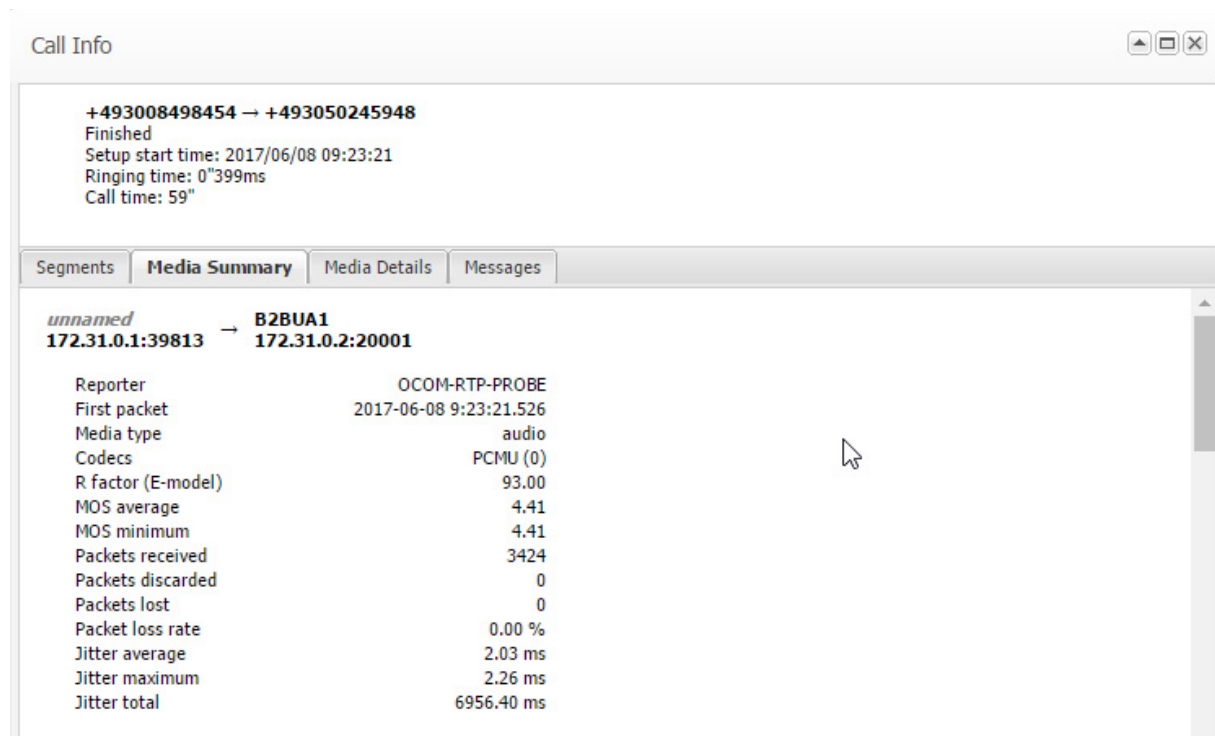 Call Info
+493008498454 → +493050245948
Finished
Setup start time: 2017/06/08 09:23:21
Ringing time: 0"399ms
Call time: 59"
Segments Media Summary Media Details Messages
unnamed → B2BUA1
172.31.0.1:39813 172.31.0.2:20001
Reporter OCOM-RTP-PROBE
First packet 2017-06-08 9:23:21.526
Media type audio
Codecs PCMU (0)
R factor (E-model) 93.00
MOS average 4.41
MOS minimum 4.41
Packets received 3424
Packets discarded 0
Packets lost 0
Packet loss rate 0.00 %
Jitter average 2.03 ms
Jitter maximum 2.26 ms
Jitter total 6956.40 ms